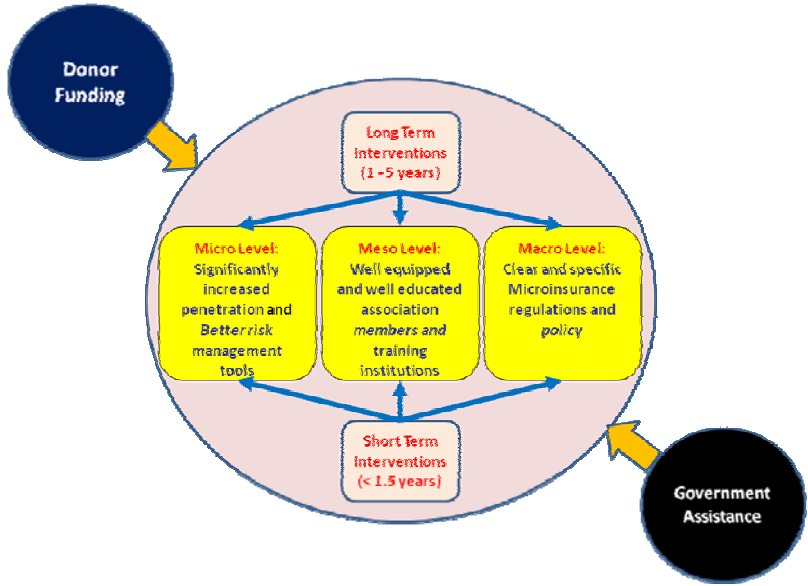 Donor
Funding
Long Term
Interventions
(1 -5 years)
Micro Level:
Significantly
increased
penetration and
Better risk
management
tools
Meso Level:
Well equipped
and well educated
association
members and
training
institutions
Macro Level:
Clear and specific
Microinsurance
regulations and
policy
Short Term
Interventions
(< 1.5 years)
Government
Assistance